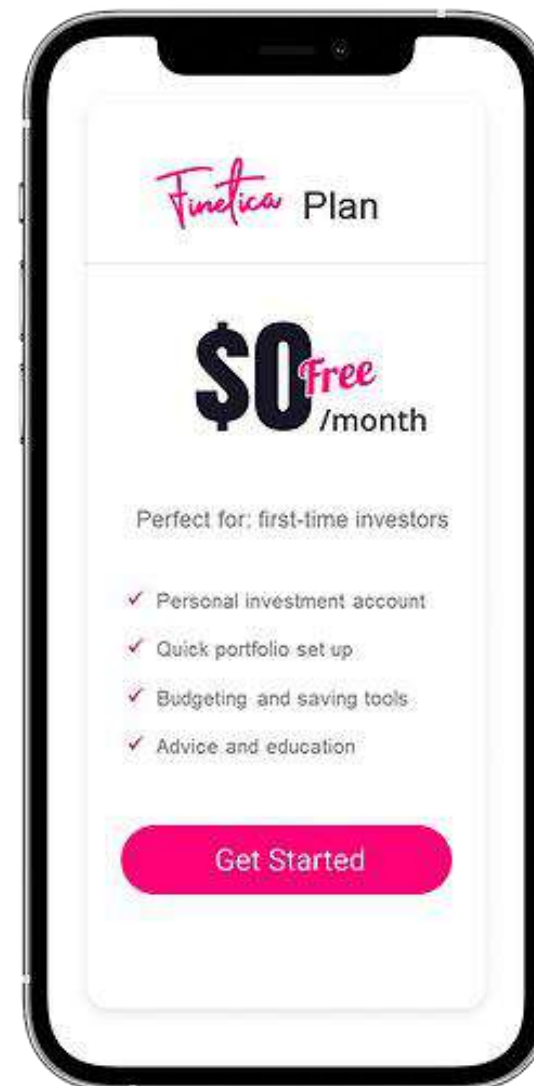 Finetica Plan
$0 Free
/month
Perfect for: first-time investors
✓ Personal investment account
✓ Quick portfolio set up
✓ Budgeting and saving tools
✓ Advice and education
Get Started